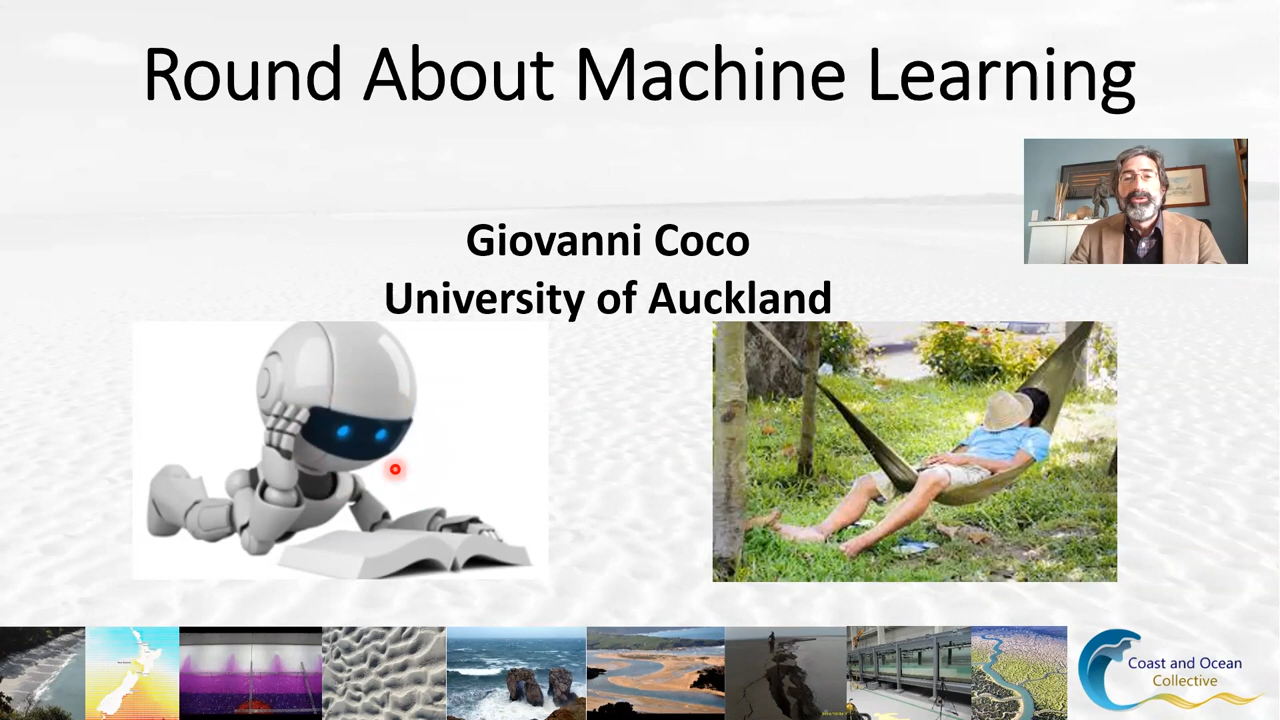 Round About Machine Learning
Giovanni Coco
University of Auckland
Coast and Ocean
Collective